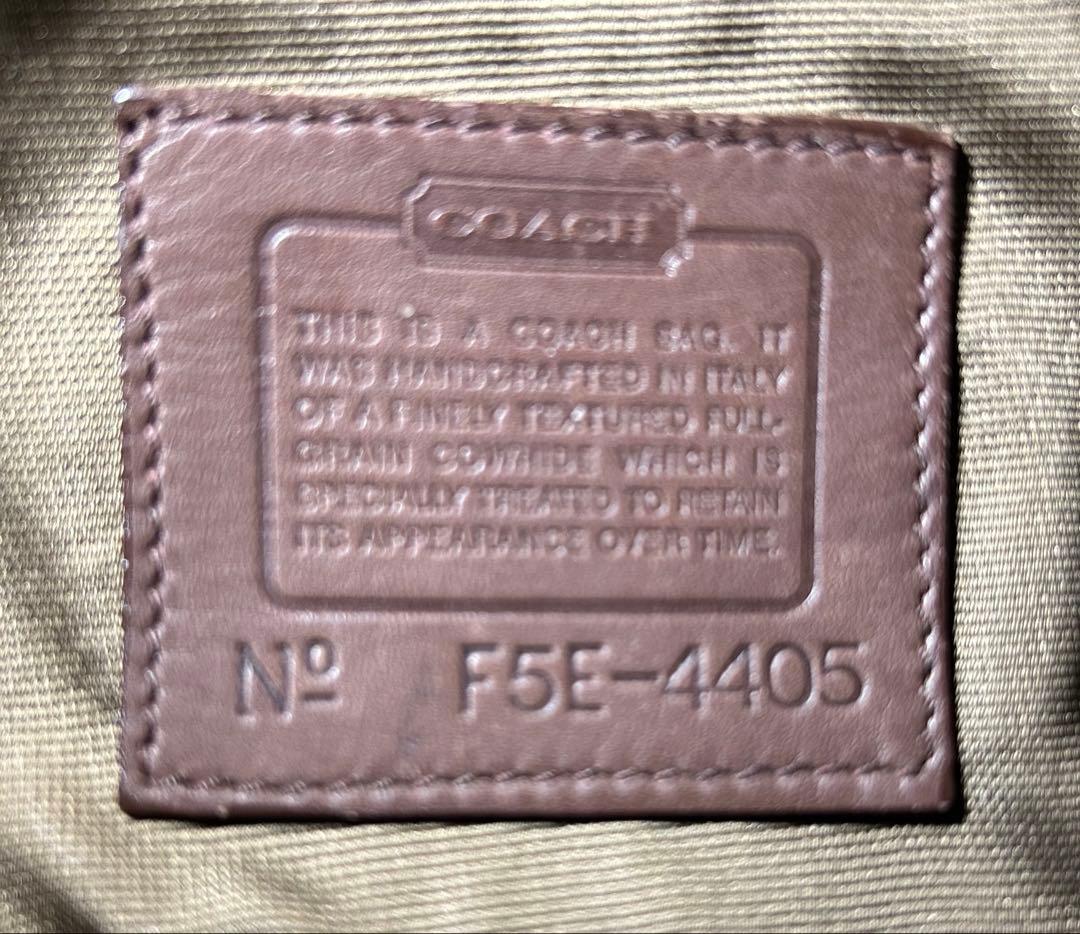 COACH
THIS IS A COACH BAG. IT
WAS HANDCRAFTED IN ITALY
OF A FINELY TEXTURED, FULL-
GRAIN COWHIDE WHICH IS
SPECIALLY TREATED TO RETAIN
ITS APPEARANCE OVER TIME.
Nº F5E-4405